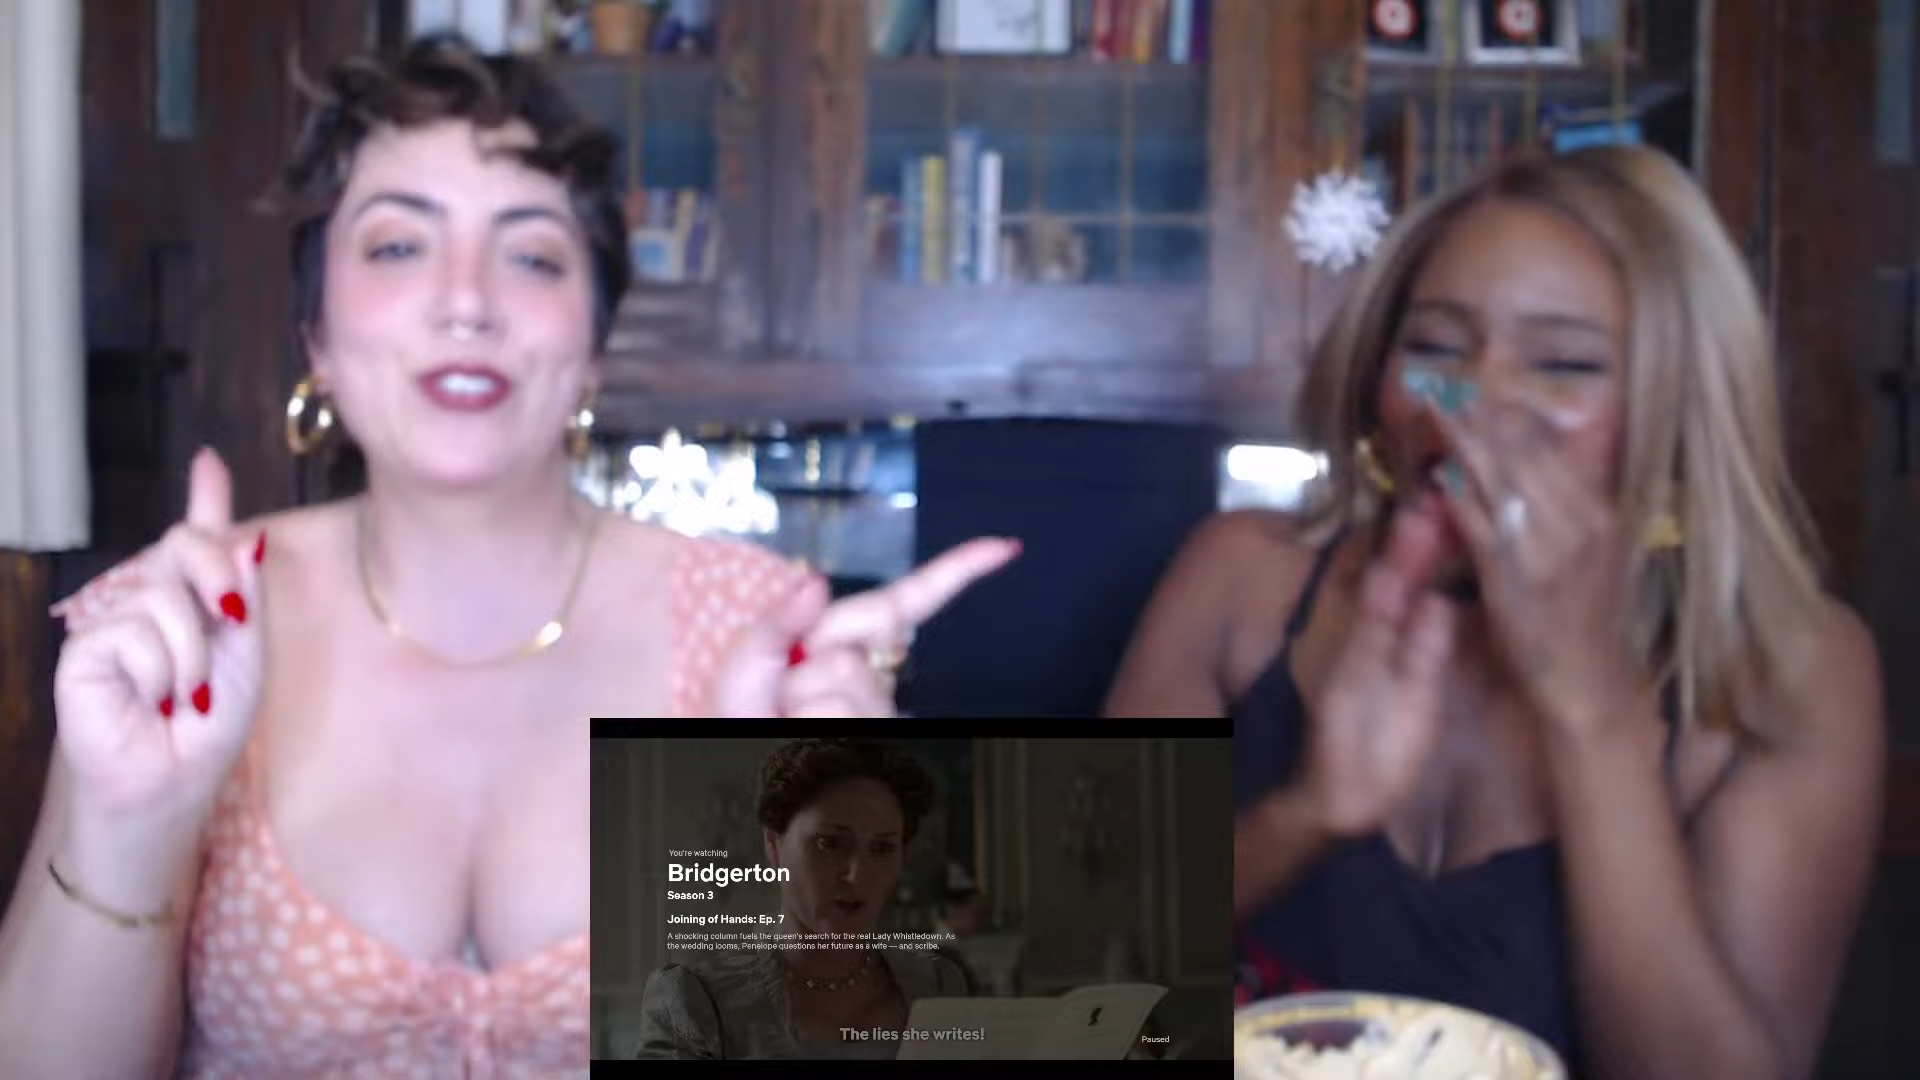 You're watching
Bridgerton
Season 3
Joining of Hands: Ep. 7
A shocking column fuels the queen's search for the real Lady Whistledown. As
the wedding looms, Penelope questions her future as a wife — and scribe.
The lies she writes!
Paused